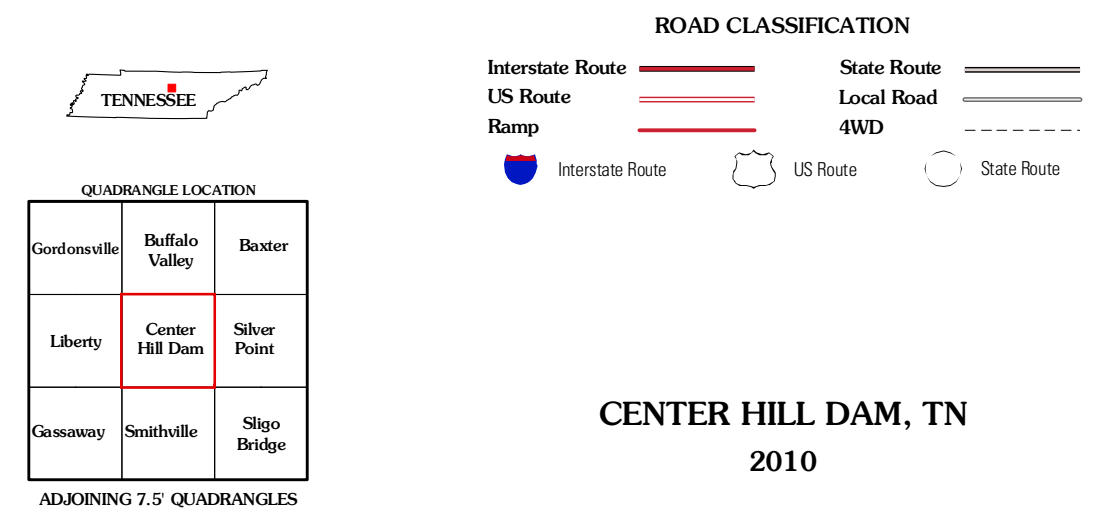 ROAD CLASSIFICATION
Interstate Route
State Route
US Route
Local Road
Ramp
4WD
Interstate Route
US Route
State Route
TENNESSEE
QUADRANGLE LOCATION
Gordonsville
Buffalo
Valley
Baxter
Liberty
Center
Hill Dam
Silver
Point
Gassaway
Smithville
Sligo
Bridge
ADJOINING 7.5' QUADRANGLES
CENTER HILL DAM, TN
2010